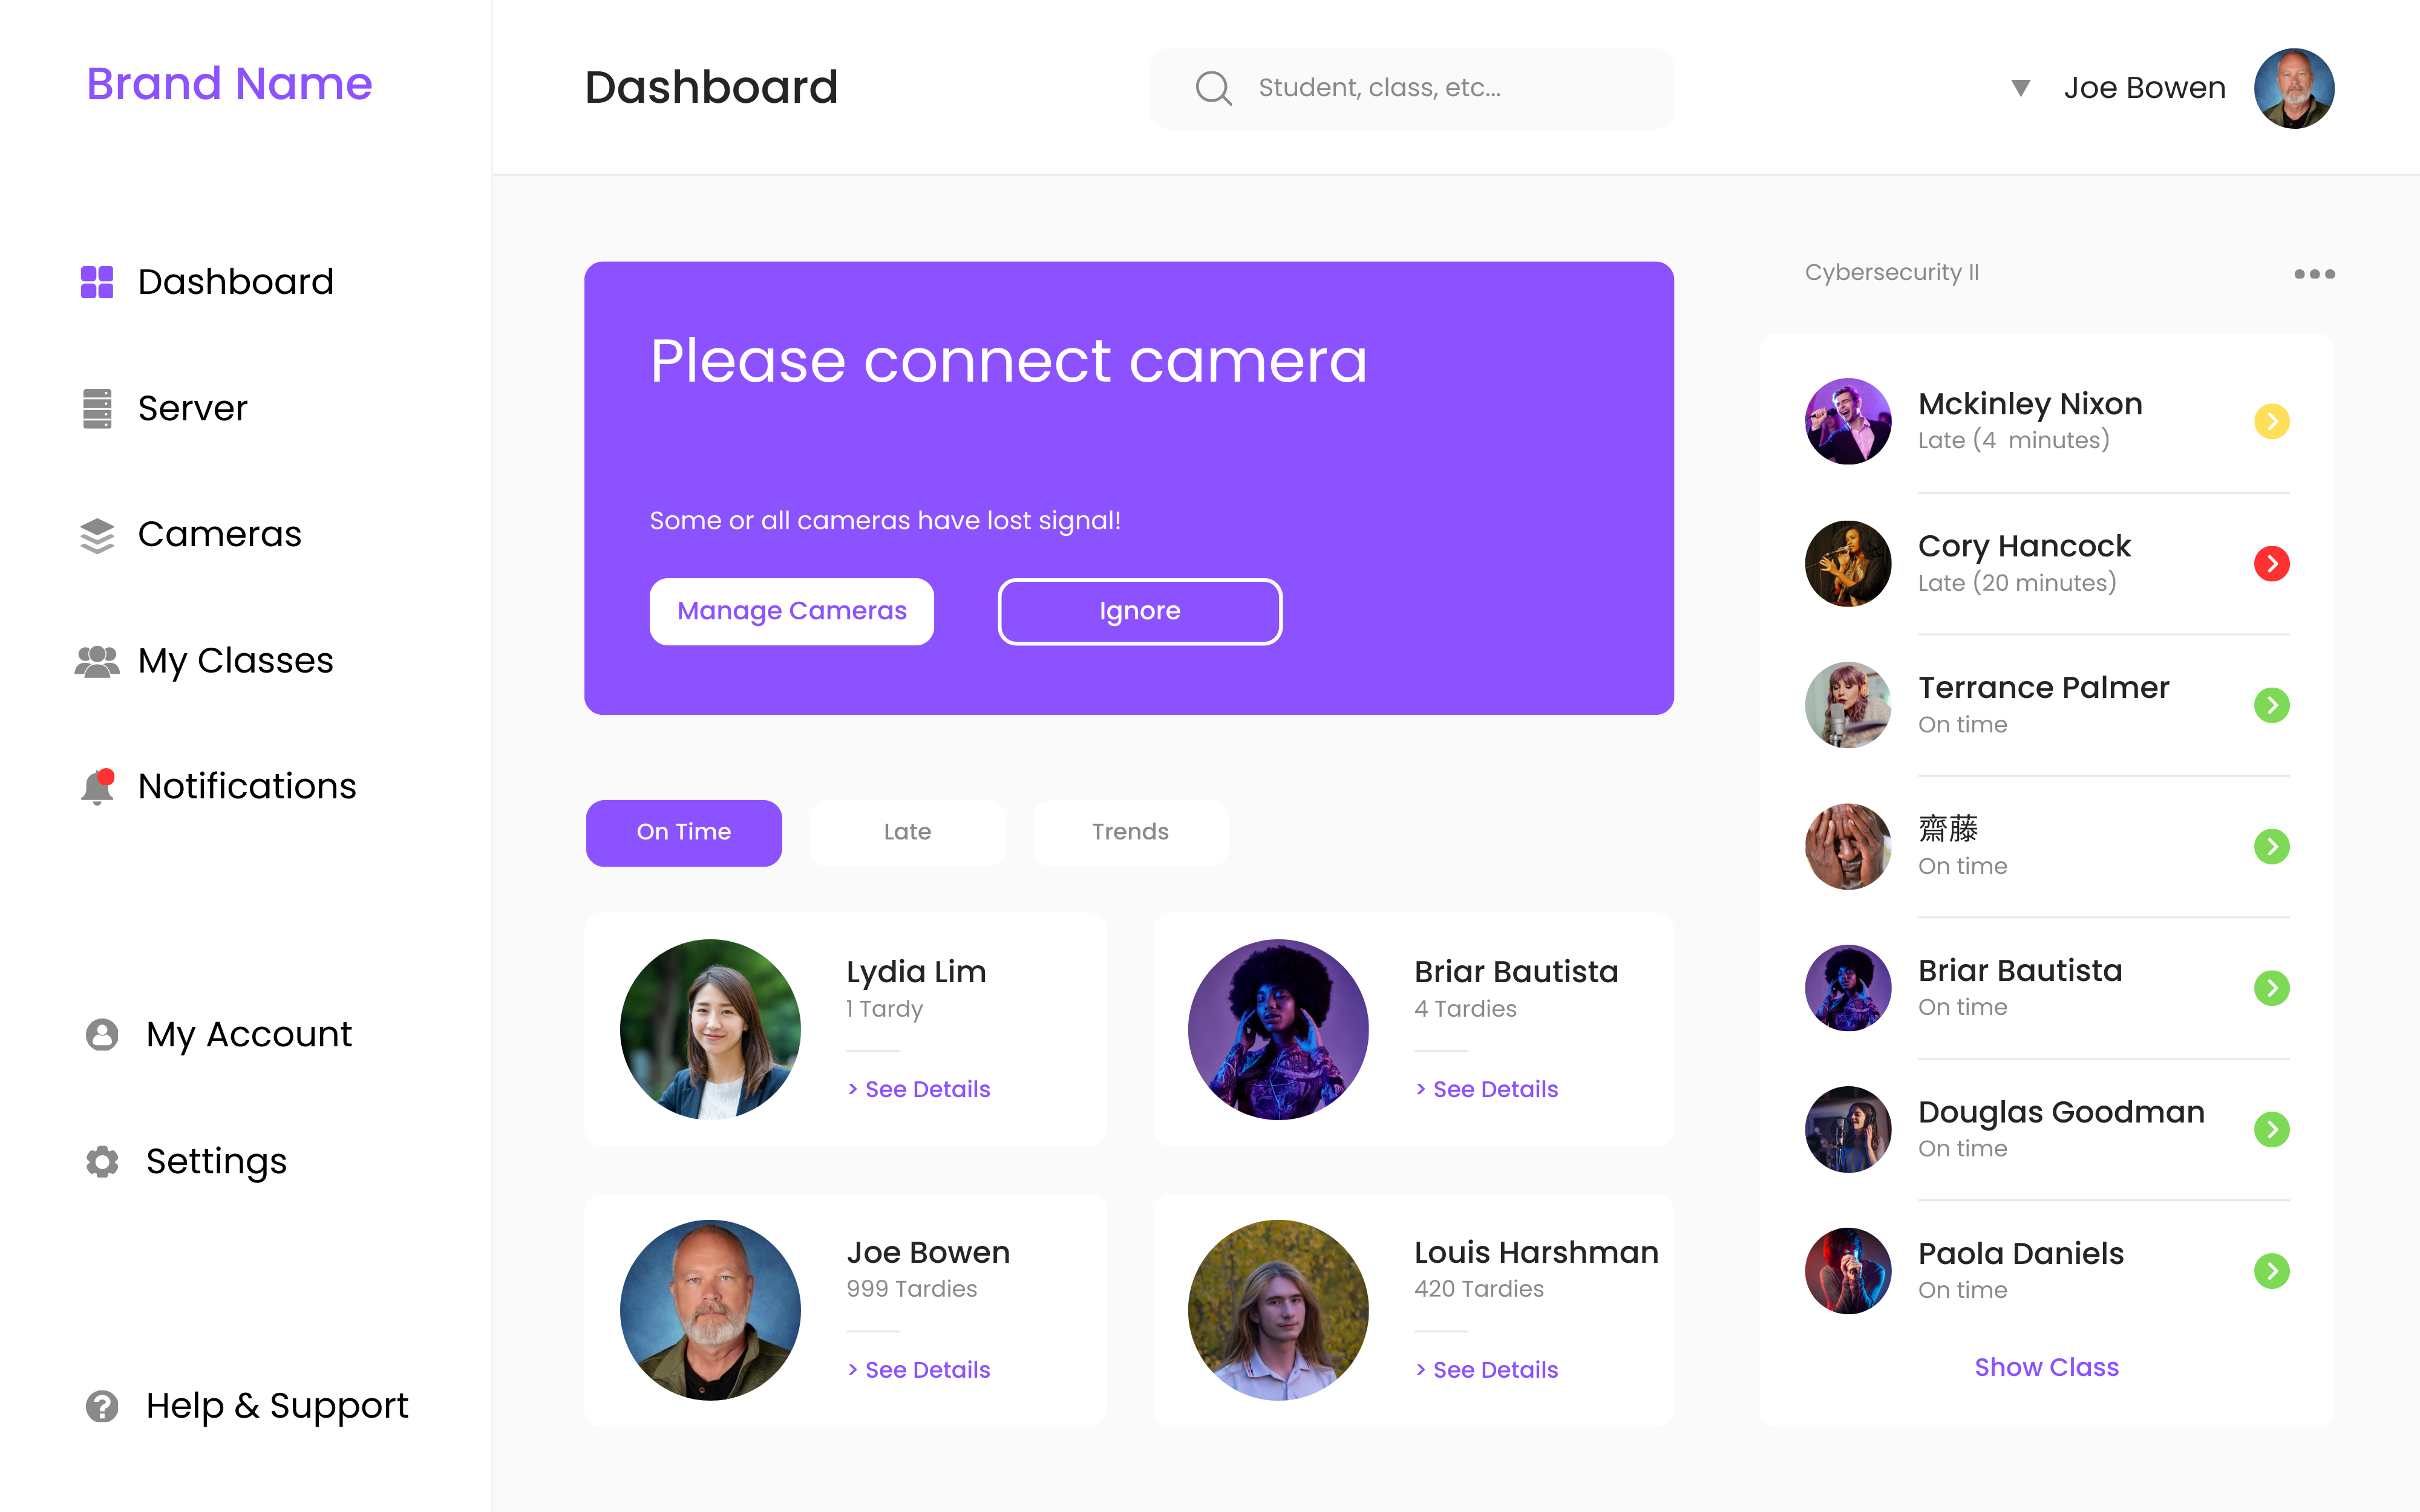 Brand Name
Dashboard
Student, class, etc...
Joe Bowen
Dashboard
Server
Cameras
My Classes
Notifications
My Account
Settings
Help & Support
Please connect camera
Some or all cameras have lost signal!
Manage Cameras
Ignore
On Time
Late
Trends
Lydia Lim
1 Tardy
> See Details
Briar Bautista
4 Tardies
> See Details
Joe Bowen
999 Tardies
> See Details
Louis Harshman
420 Tardies
> See Details
Cybersecurity II
Mckinley Nixon
Late (4  minutes)
Cory Hancock
Late (20 minutes)
Terrance Palmer
On time
齋藤
On time
Briar Bautista
On time
Douglas Goodman
On time
Paola Daniels
On time
Show Class